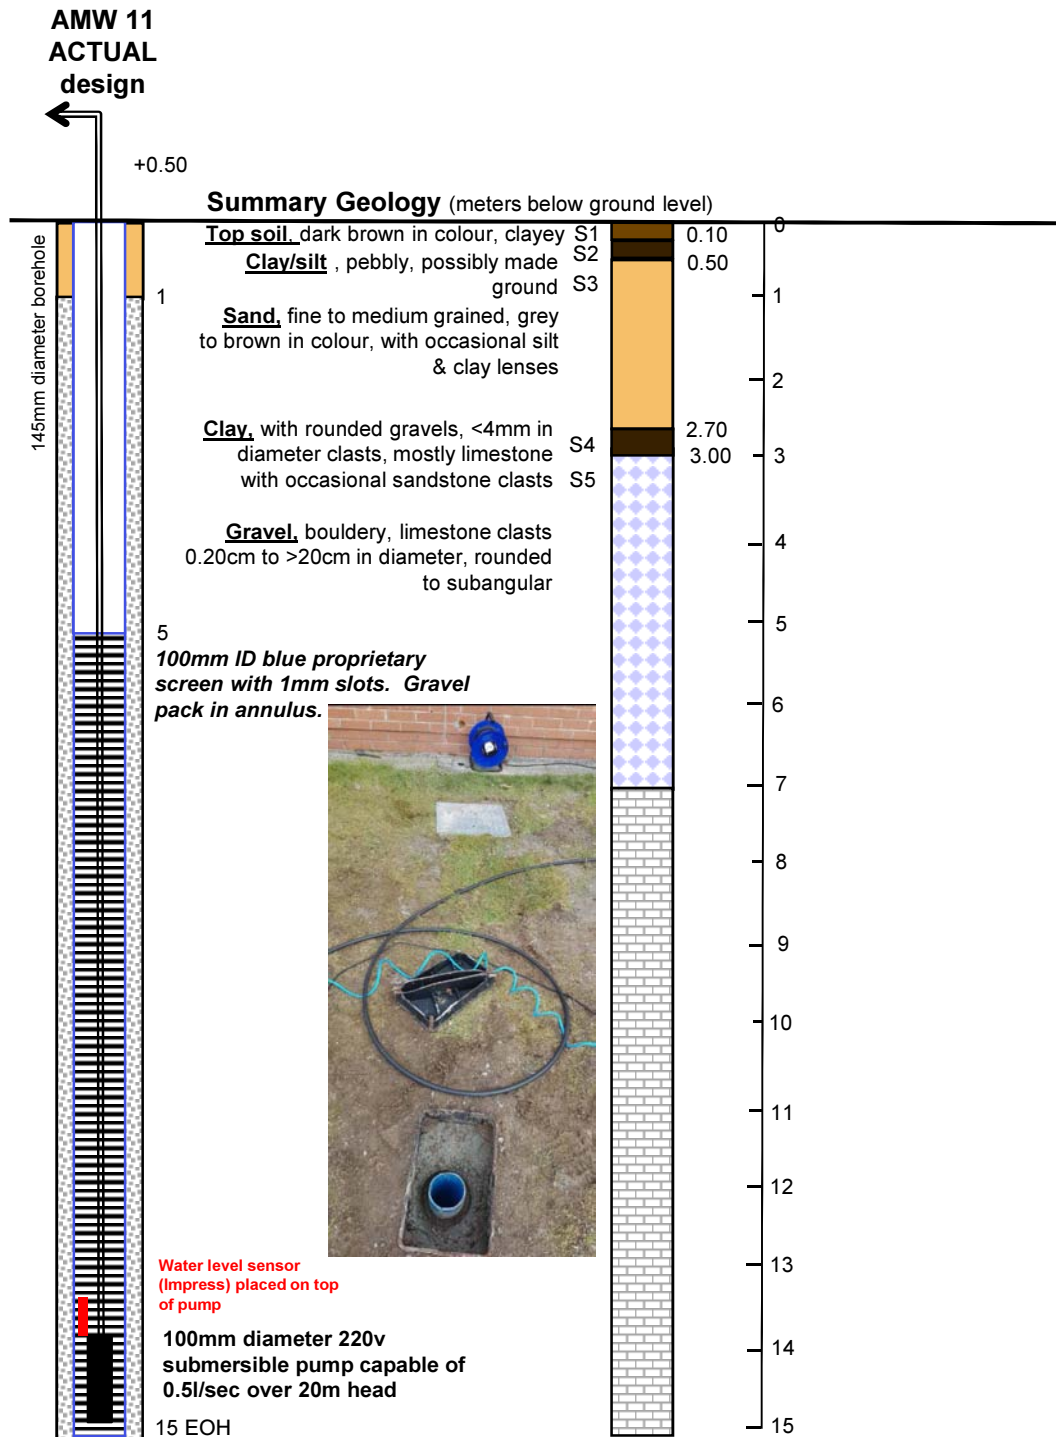 AMW 11
ACTUAL
design
+0.50
Summary Geology (meters below ground level)
145mm diameter borehole
Top soil, dark brown in colour, clayey S1
Clay/silt , pebbly, possibly made S2
ground S3
Sand, fine to medium grained, grey
to brown in colour, with occasional silt
& clay lenses
Clay, with rounded gravels, <4mm in
diameter clasts, mostly limestone S4
with occasional sandstone clasts S5
Gravel, bouldery, limestone clasts
0.20cm to >20cm in diameter, rounded
to subangular
1
5
100mm ID blue proprietary
screen with 1mm slots. Gravel
pack in annulus.
Water level sensor
(Impress) placed on top
of pump
100mm diameter 220v
submersible pump capable of
0.5l/sec over 20m head
15 EOH
0.10
0.50
2.70
3.00
0
1
2
3
4
5
6
7
8
9
10
11
12
13
14
15